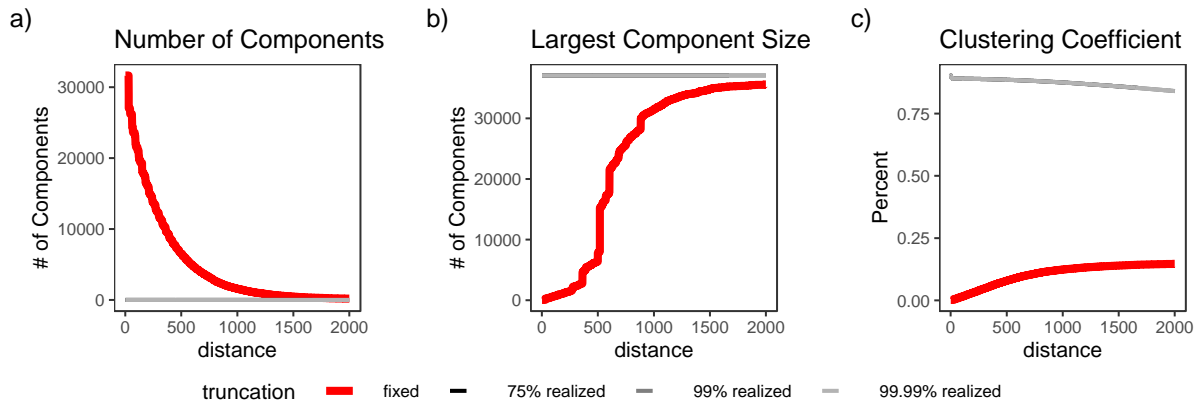 a)
Number of Components
# of Components
30000
20000
10000
0
0 500 1000 1500 2000
distance
b)
Largest Component Size
# of Components
30000
20000
10000
0
0 500 1000 1500 2000
distance
c)
Clustering Coefficient
Percent
0.75
0.50
0.25
0.00
0 500 1000 1500 2000
distance
truncation fixed 75% realized 99% realized 99.99% realized